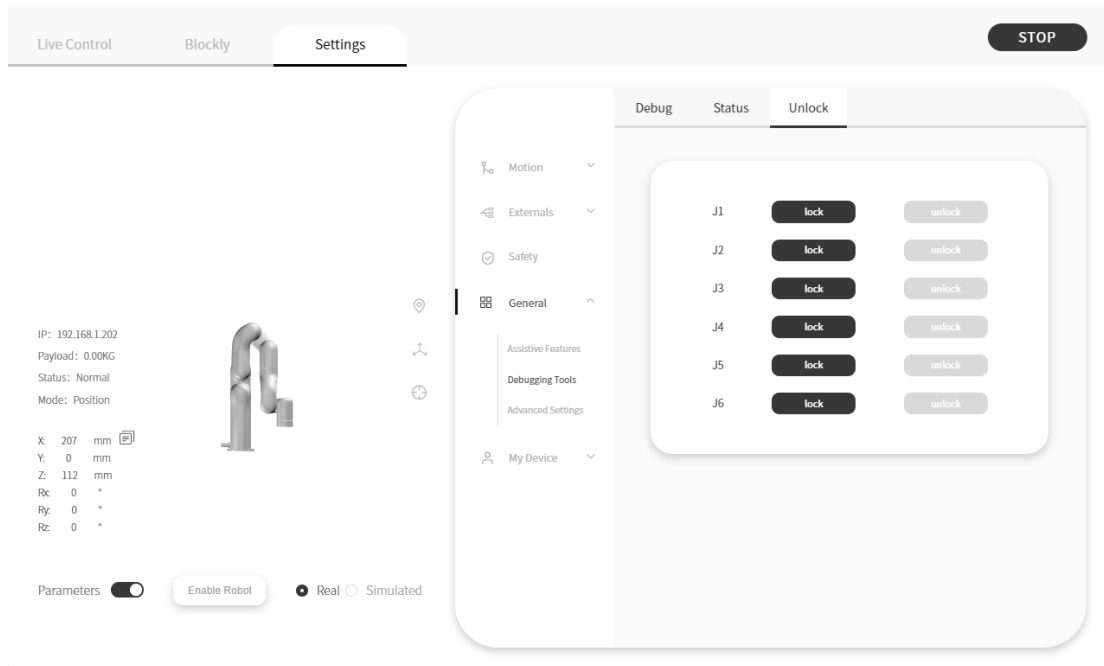 Live Control Blockly Settings STOP
Debug Status Unlock
Motion
Externals
Safety
General
Assistive Features
Debugging Tools
Advanced Settings
My Device
J1 lock unlock
J2 lock unlock
J3 lock unlock
J4 lock unlock
J5 lock unlock
J6 lock unlock
IP: 192.168.1.202
Payload: 0.00KG
Status: Normal
Mode: Position
X: 207 mm
Y: 0 mm
Z: 112 mm
Rx: 0 °
Ry: 0 °
Rz: 0 °
Parameters Enable Robot Real Simulated